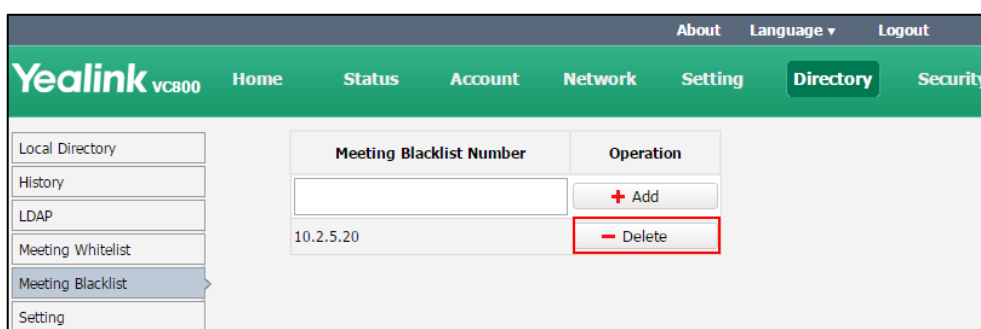 About Language ▾ Logout
Yealink VC800 Home Status Account Network Setting Directory Security
Local Directory
History
LDAP
Meeting Whitelist
Meeting Blacklist
Setting
Meeting Blacklist Number Operation
+ Add
10.2.5.20 − Delete